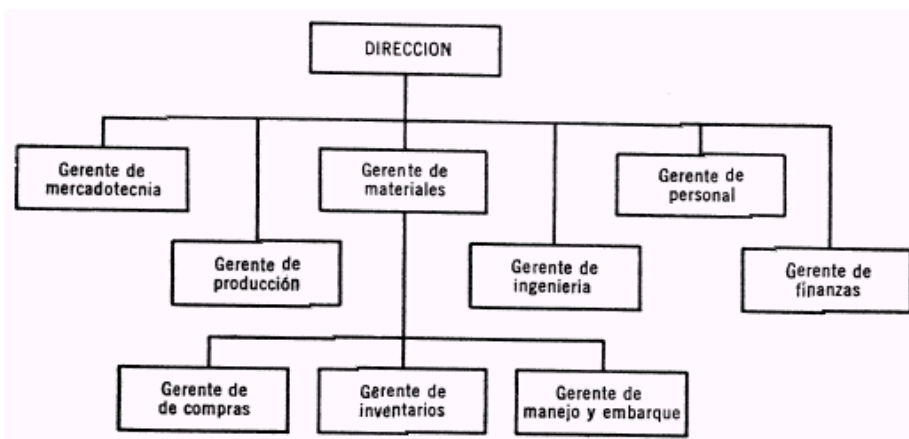 DIRECCION
Gerente de
mercadotecnia
Gerente de
materiales
Gerente de
personal
Gerente de
producción
Gerente de
ingenieria
Gerente de
finanzas
Gerente de
de compras
Gerente de
inventarios
Gerente de
manejo y embarque